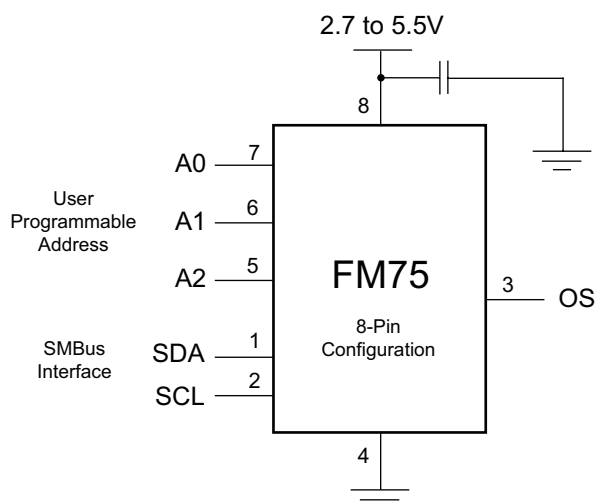 2.7 to 5.5V
8
A0 7
User
Programmable
Address
A1 6
A2 5
FM75
8-Pin
Configuration
3 OS
SMBus
Interface
SDA 1
SCL 2
4